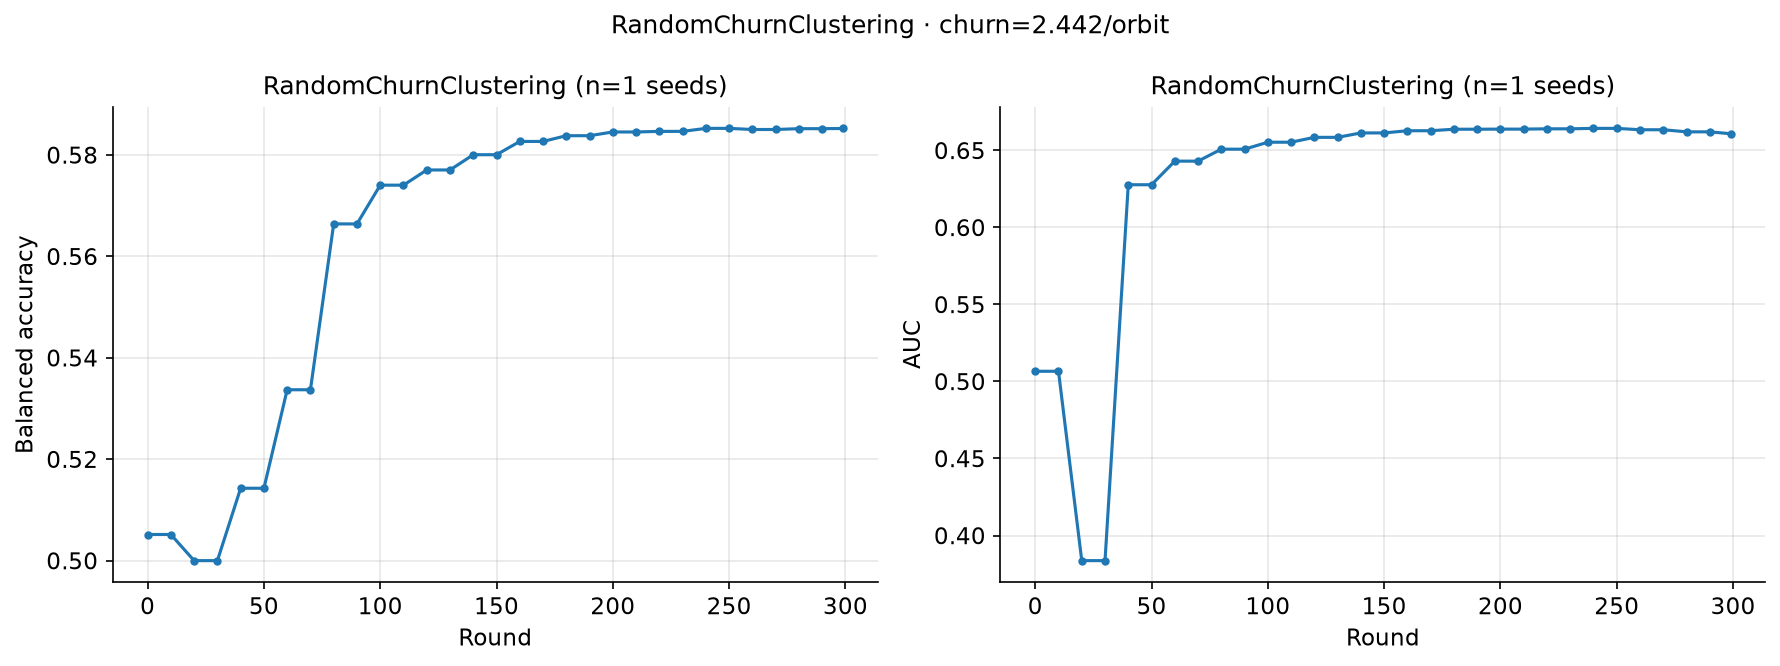 RandomChurnClustering · churn=2.442/orbit
RandomChurnClustering (n=1 seeds)
Balanced accuracy
0.58
0.56
0.54
0.52
0.50
0 50 100 150 200 250 300
Round
RandomChurnClustering (n=1 seeds)
AUC
0.65
0.60
0.55
0.50
0.45
0.40
0 50 100 150 200 250 300
Round